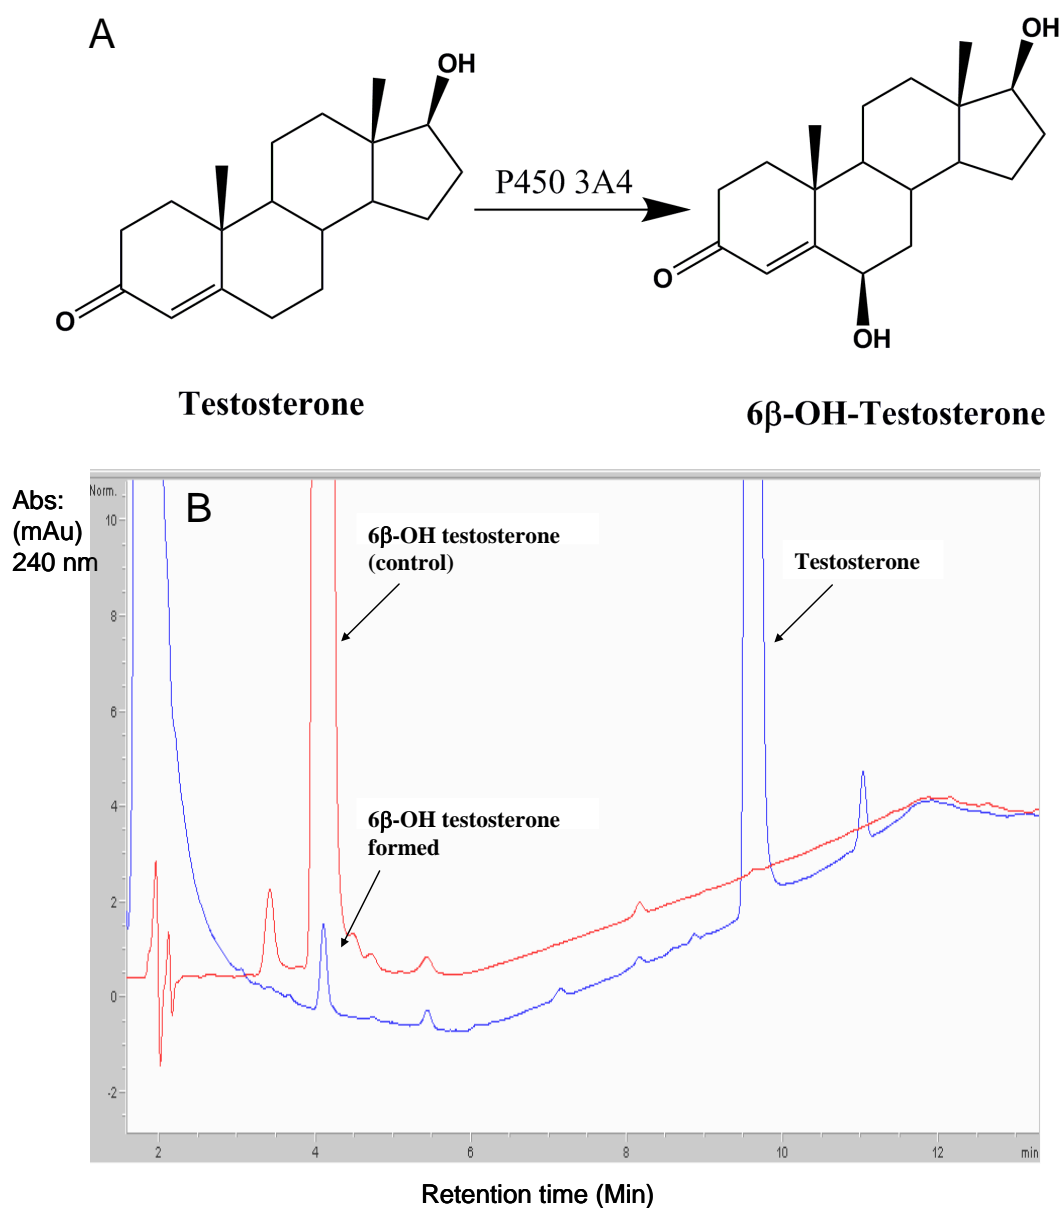 A
OH
O
Testosterone
P450 3A4
OH
O
OH
6β-OH-Testosterone
Abs:
(mAu)
240 nm
Norm.
B
10
8
6
4
2
0
-2
6β-OH testosterone
(control)
Testosterone
6β-OH testosterone
formed
2
4
6
8
10
12
min
Retention time (Min)